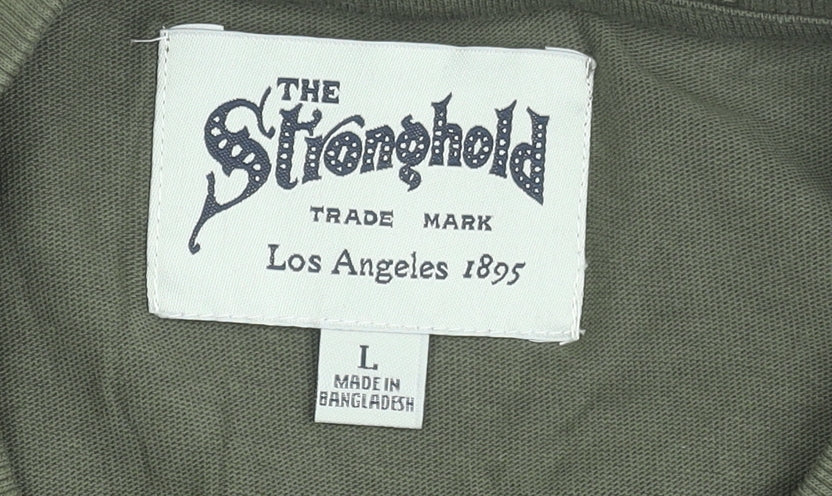 THE
Stronghold
TRADE MARK
Los Angeles 1895
L
MADE IN
BANGLADESH